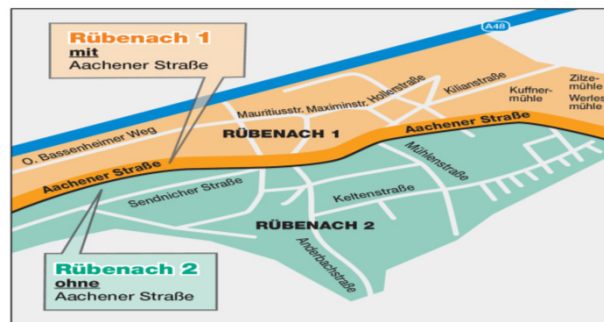 A48
Rübenach 1
mit
Aachener Straße
Zilze-
mühle
Kuffner-
mühle
Werles
mühle
Kilianstraße
Hollerstraße
Maximinstr.
Mauritiusstr.
O. Bassenheimer Weg
RÜBENACH 1
Aachener Straße
Aachener Straße
Mühlenstraße
Sendnicher Straße
Keltenstraße
RÜBENACH 2
Anderbachstraße
Rübenach 2
ohne
Aachener Straße